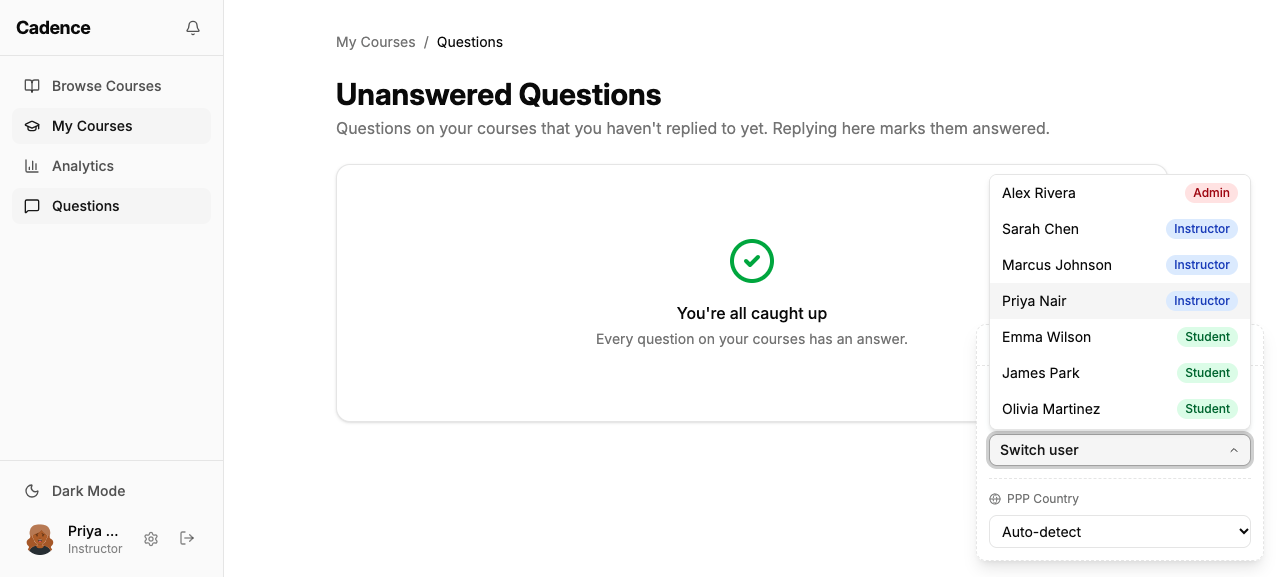 Cadence
Browse Courses
My Courses
Analytics
Questions
Dark Mode
Priya ...
Instructor
My Courses / Questions
Unanswered Questions
Questions on your courses that you haven't replied to yet. Replying here marks them answered.
You're all caught up
Every question on your courses has an answer.
Alex Rivera Admin
Sarah Chen Instructor
Marcus Johnson Instructor
Priya Nair Instructor
Emma Wilson Student
James Park Student
Olivia Martinez Student
Switch user
PPP Country
Auto-detect